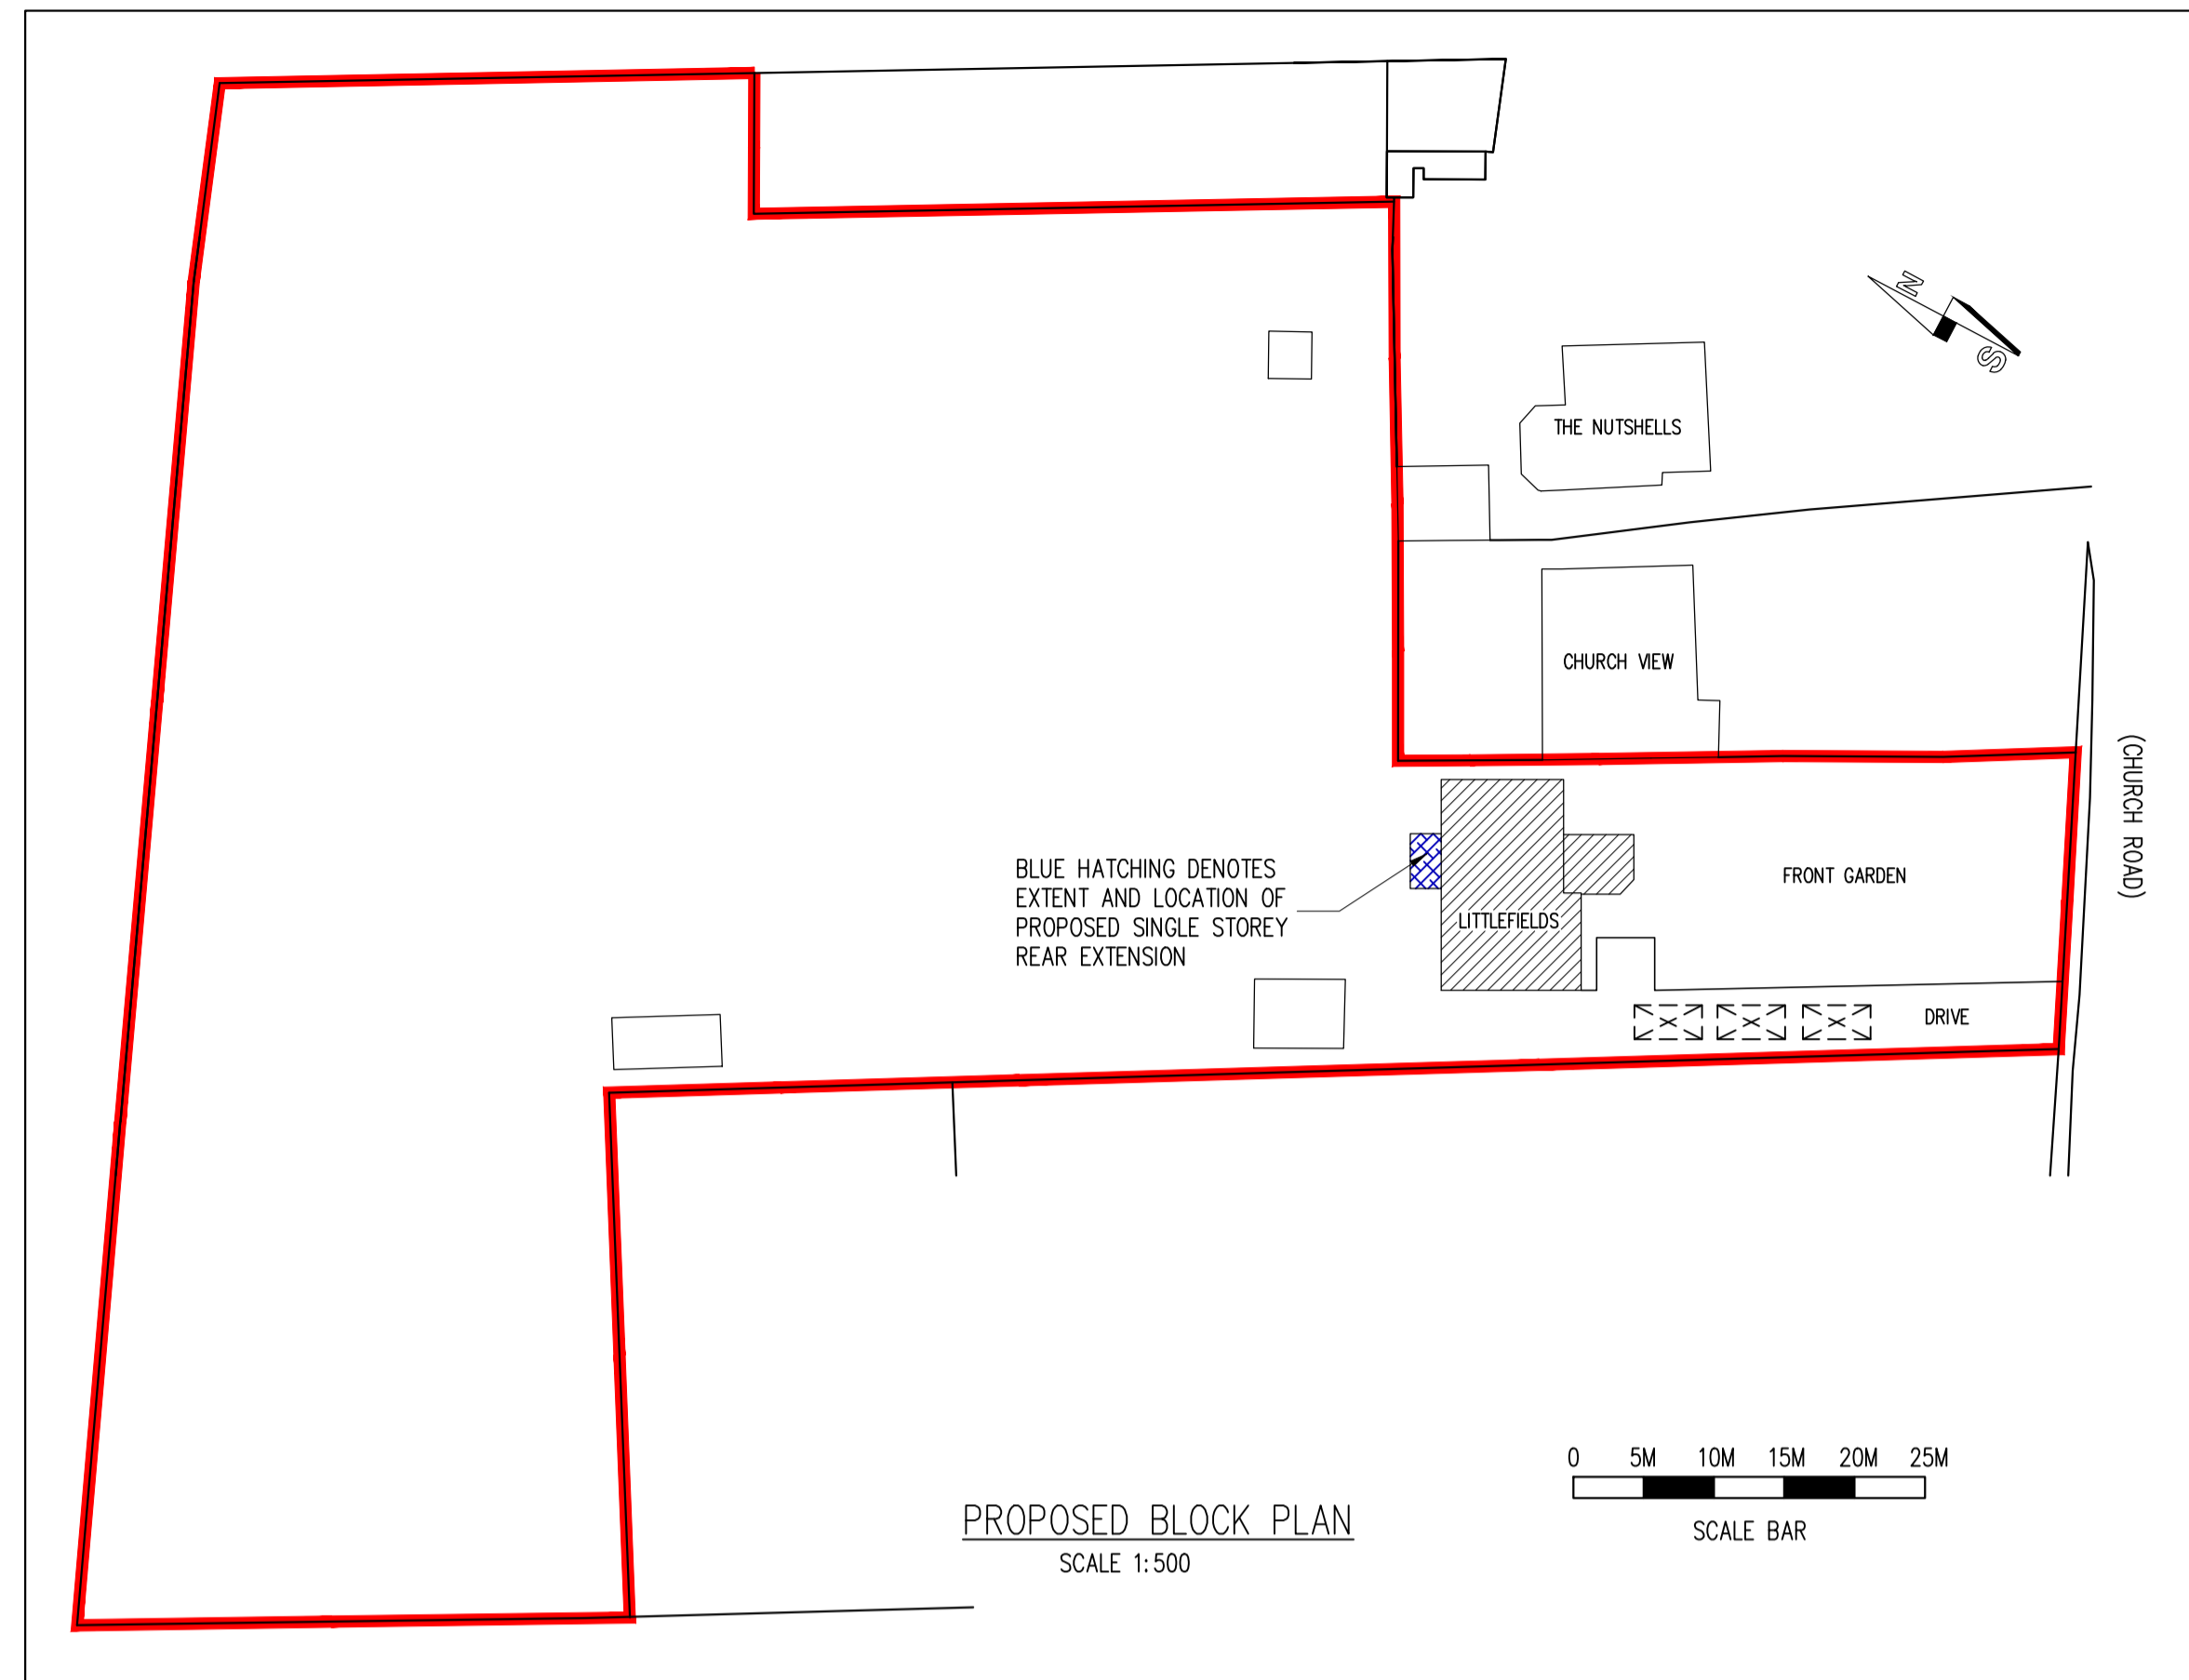 N
S
THE NUTSHELLS
CHURCH VIEW
(CHURCH ROAD)
BLUE HATCHING DENOTES
EXTENT AND LOCATION OF
PROPOSED SINGLE STOREY
REAR EXTENSION
LITTLEFIELDS
FRONT GARDEN
DRIVE
0 5M 10M 15M 20M 25M
SCALE BAR
PROPOSED BLOCK PLAN
SCALE 1:500